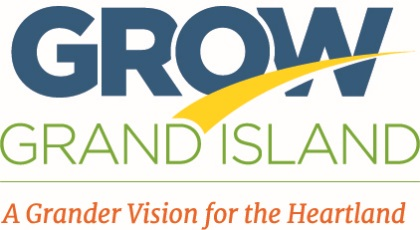 GROW
GRAND ISLAND
A Grander Vision for the Heartland